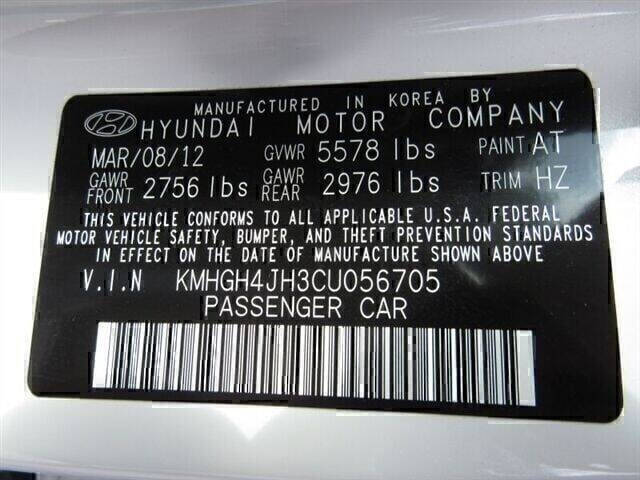 MANUFACTURED IN KOREA BY
HYUNDAI MOTOR COMPANY
MAR/08/12 GVWR 5578 lbs PAINT AT
GAWR FRONT 2756 lbs GAWR REAR 2976 lbs TRIM HZ
THIS VEHICLE CONFORMS TO ALL APPLICABLE U.S.A. FEDERAL
MOTOR VEHICLE SAFETY, BUMPER, AND THEFT PREVENTION STANDARDS
IN EFFECT ON THE DATE OF MANUFACTURE SHOWN ABOVE
V.I.N KMHGH4JH3CU056705
PASSENGER CAR